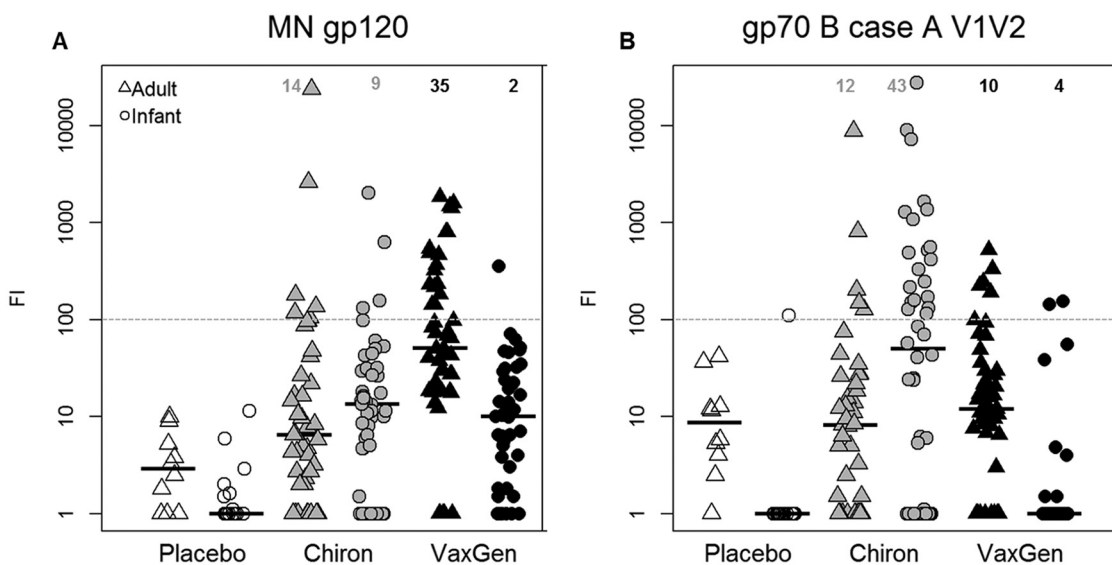 A MN gp120
14 9 35 2
Adult
Infant
10000
1000
100
10
1
FI
Placebo Chiron VaxGen
B gp70 B case A V1V2
12 43 10 4
10000
1000
100
10
1
FI
Placebo Chiron VaxGen